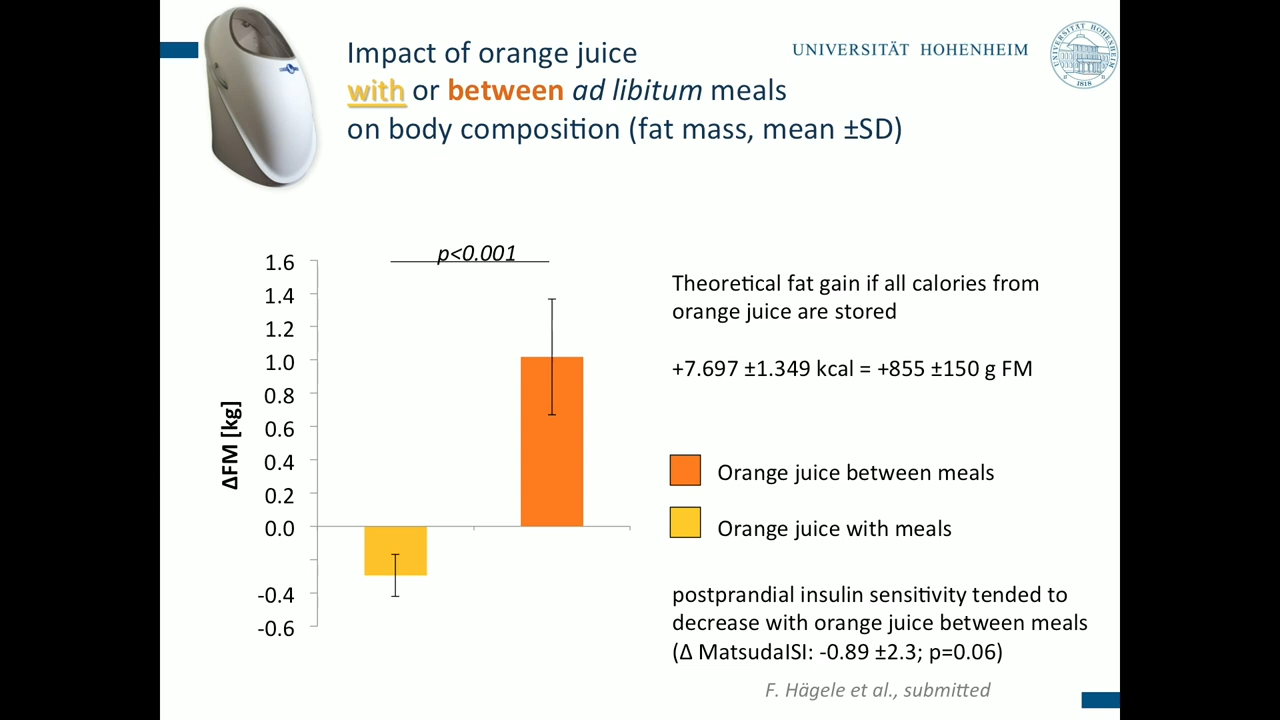 Impact of orange juice
with or between ad libitum meals
on body composition (fat mass, mean ±SD)
UNIVERSITÄT HOHENHEIM
UNIVERSITÄT HOHENHEIM
1818
p<0.001
1.6
1.4
1.2
1.0
0.8
0.6
0.4
0.2
0.0
-0.4
-0.6
ΔFM [kg]
Theoretical fat gain if all calories from
orange juice are stored
+7.697 ±1.349 kcal = +855 ±150 g FM
Orange juice between meals
Orange juice with meals
postprandial insulin sensitivity tended to
decrease with orange juice between meals
(Δ MatsudaISI: -0.89 ±2.3; p=0.06)
F. Hägele et al., submitted